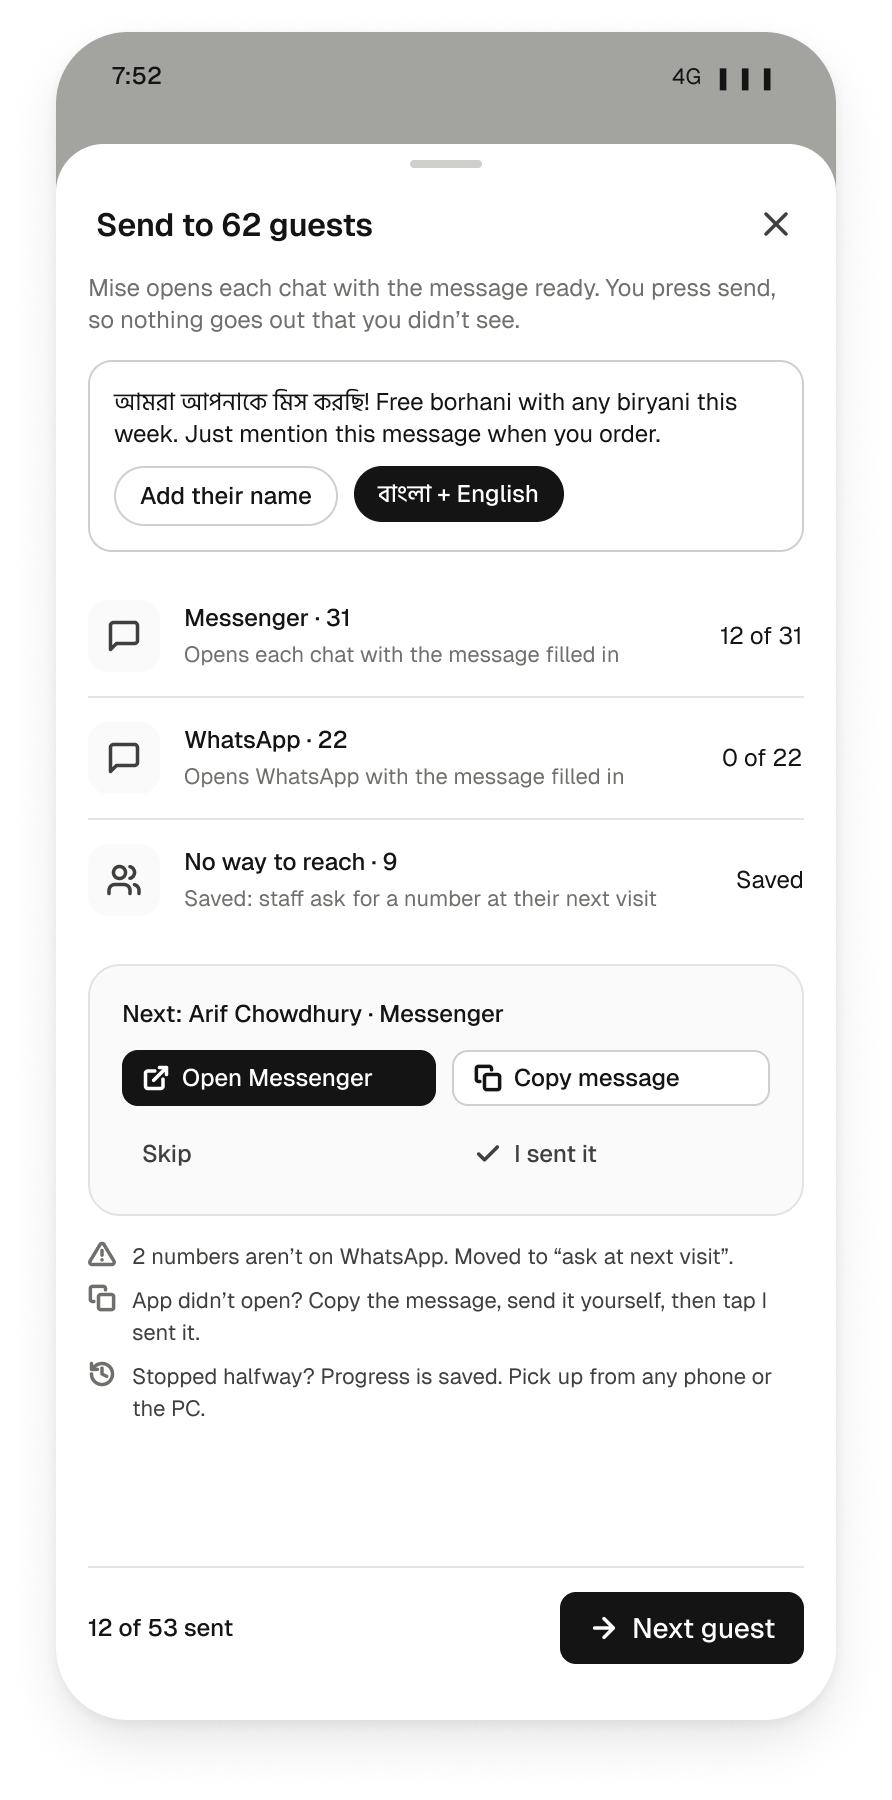 7:52
4G
Send to 62 guests
Mise opens each chat with the message ready. You press send,
so nothing goes out that you didn’t see.
আমরা আপনাকে মিস করছি! Free borhani with any biryani this
week. Just mention this message when you order.
Add their name
বাংলা + English
Messenger · 31
Opens each chat with the message filled in
12 of 31
WhatsApp · 22
Opens WhatsApp with the message filled in
0 of 22
No way to reach · 9
Saved: staff ask for a number at their next visit
Saved
Next: Arif Chowdhury · Messenger
Open Messenger
Copy message
Skip
I sent it
2 numbers aren’t on WhatsApp. Moved to “ask at next visit”.
App didn’t open? Copy the message, send it yourself, then tap I
sent it.
Stopped halfway? Progress is saved. Pick up from any phone or
the PC.
12 of 53 sent
Next guest